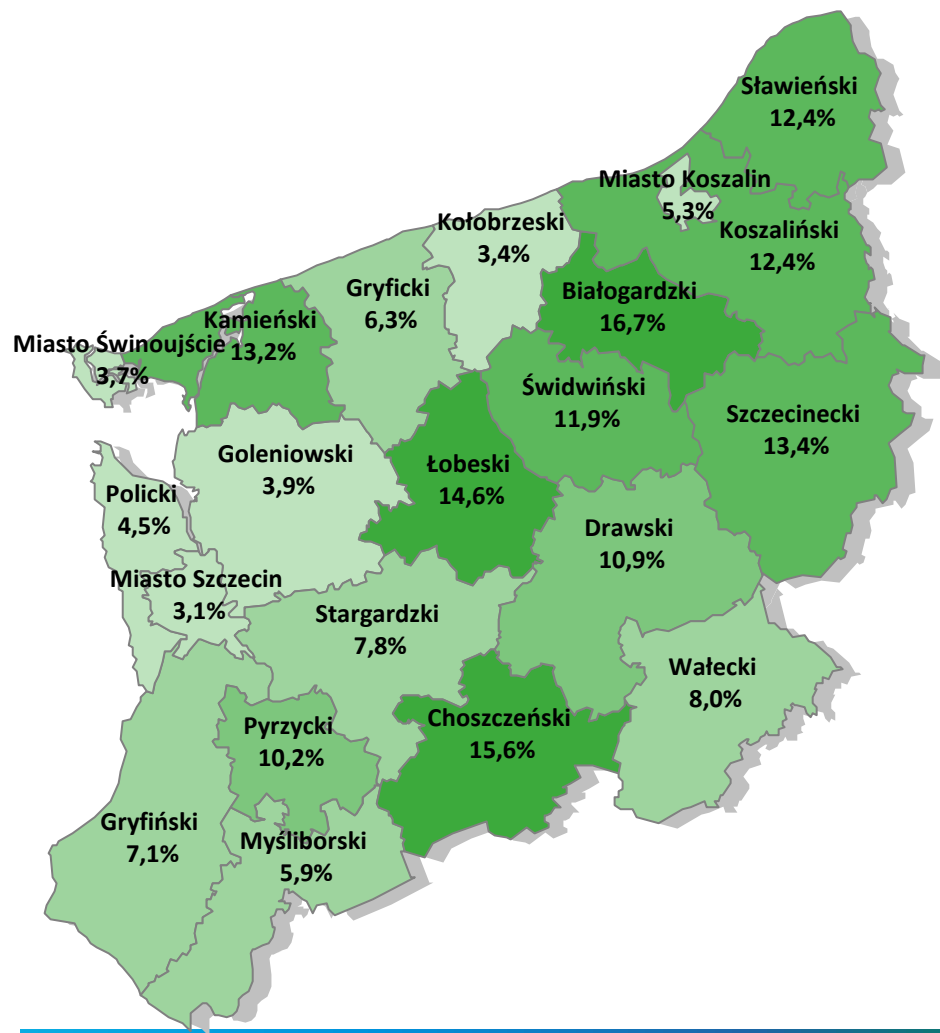 Sławieński
12,4%
Miasto Koszalin
5,3%
Koszaliński
12,4%
Kołobrzeski
3,4%
Białogardzki
16,7%
Gryficki
6,3%
Kamieński
13,2%
Miasto Świnoujście
3,7%
Świdwiński
11,9%
Szczecinecki
13,4%
Goleniowski
3,9%
Łobeski
14,6%
Policki
4,5%
Drawski
10,9%
Miasto Szczecin
3,1%
Stargardzki
7,8%
Wałecki
8,0%
Choszczeński
15,6%
Pyrzycki
10,2%
Gryfiński
7,1%
Myśliborski
5,9%